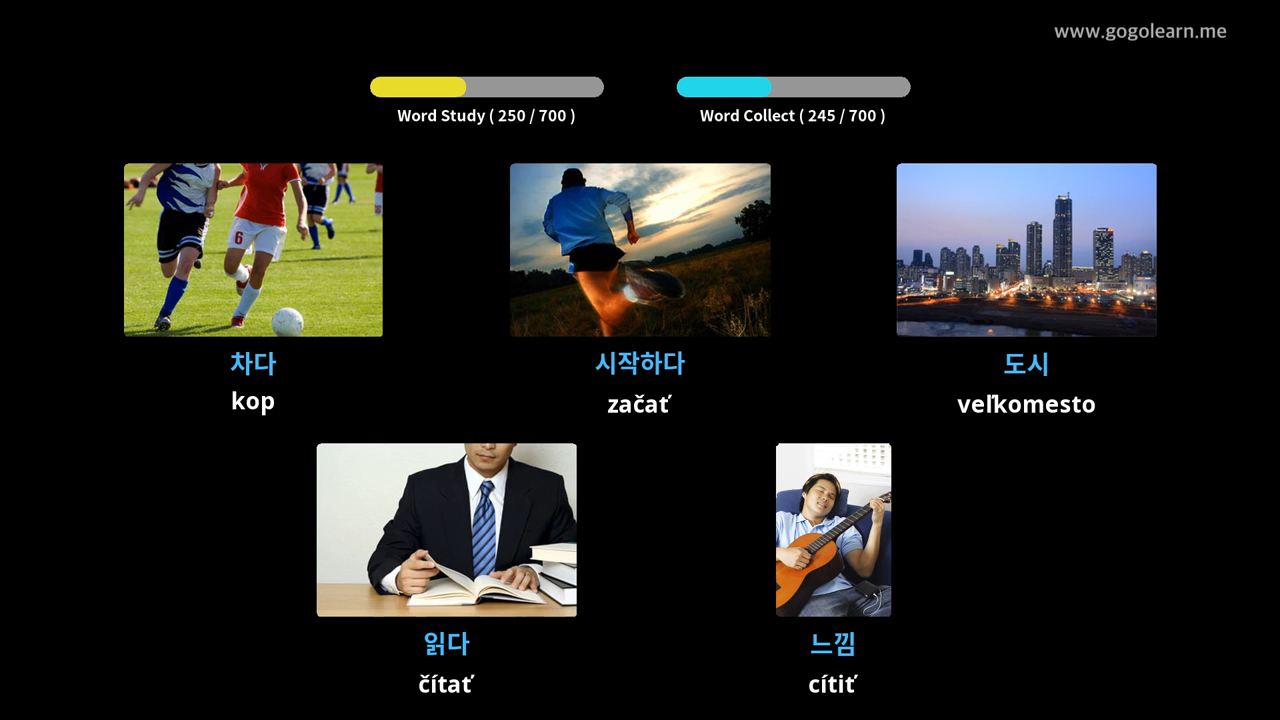 www.gogolearn.me
Word Study ( 250 / 700 )
Word Collect ( 245 / 700 )
차다
kop
시작하다
začať
도시
veľkomesto
6
읽다
čítať
느낌
cítiť